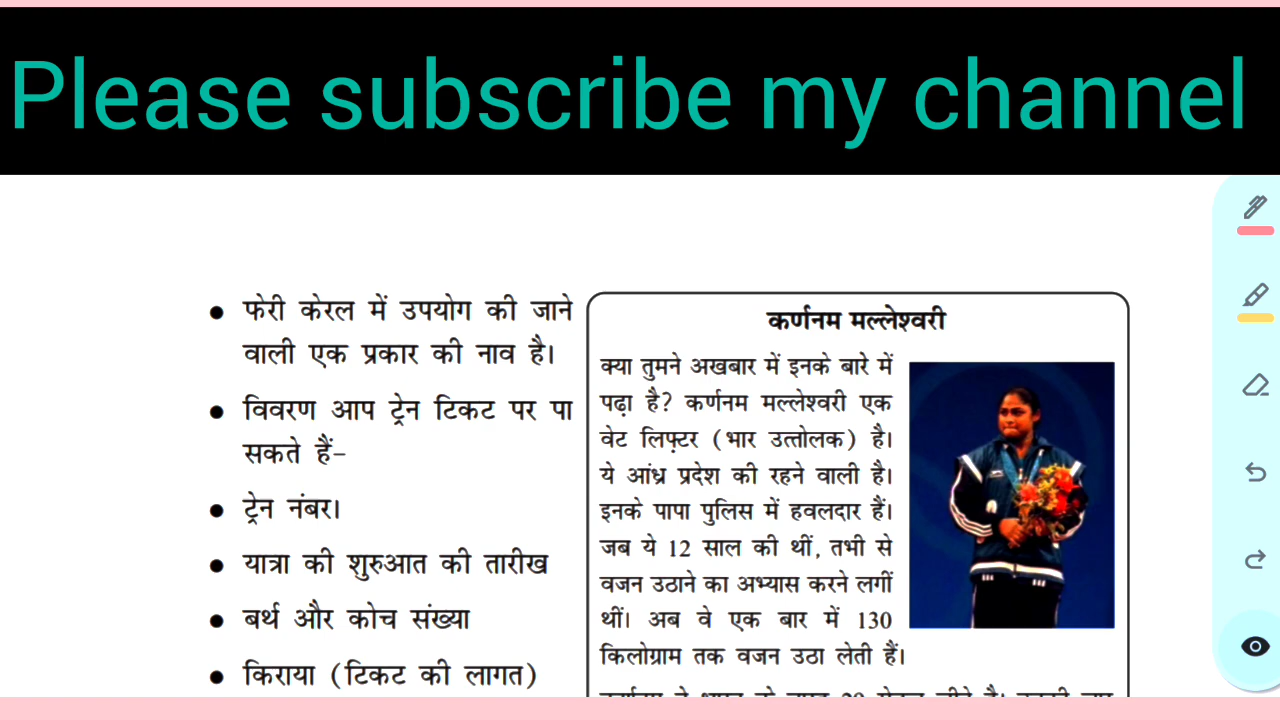 Please subscribe my channel
● फेरी केरल में उपयोग की जाने
वाली एक प्रकार की नाव है।
● विवरण आप ट्रेन टिकट पर पा
सकते हैं-
● ट्रेन नंबर।
● यात्रा की शुरुआत की तारीख
● बर्थ और कोच संख्या
● किराया (टिकट की लागत)
कर्णनम मल्लेश्वरी
क्या तुमने अखबार में इनके बारे में
पढ़ा है? कर्णनम मल्लेश्वरी एक
वेट लिफ़्टर (भार उत्तोलक) है।
ये आंध्र प्रदेश की रहने वाली है।
इनके पापा पुलिस में हवलदार हैं।
जब ये 12 साल की थीं, तभी से
वजन उठाने का अभ्यास करने लगीं
थीं। अब वे एक बार में 130
किलोग्राम तक वजन उठा लेती हैं।